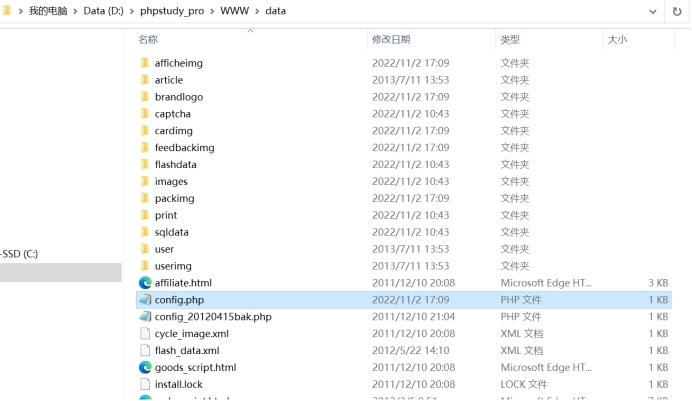 我的电脑 › Data (D:) › phpstudy_pro › WWW › data
名称 修改日期 类型 大小
afficheimg 2022/11/2 17:09 文件夹
article 2013/7/11 13:53 文件夹
brandlogo 2022/11/2 17:09 文件夹
captcha 2022/11/2 10:43 文件夹
cardimg 2022/11/2 17:09 文件夹
feedbackimg 2022/11/2 17:09 文件夹
flashdata 2022/11/2 10:43 文件夹
images 2022/11/2 10:43 文件夹
packimg 2022/11/2 17:09 文件夹
print 2022/11/2 10:43 文件夹
sqldata 2022/11/2 10:43 文件夹
-SSD (C:)
user 2013/7/11 13:53 文件夹
userimg 2013/7/11 13:53 文件夹
affiliate.html 2011/12/10 20:08 Microsoft Edge HT... 3 KB
config.php 2022/11/2 17:09 PHP 文件 1 KB
config_20120415bak.php 2011/12/10 21:04 PHP 文件 1 KB
cycle_image.xml 2011/12/10 20:08 XML 文档 1 KB
flash_data.xml 2012/5/22 14:10 XML 文档 1 KB
goods_script.html 2011/12/10 20:08 Microsoft Edge HT... 1 KB
install.lock 2011/12/10 20:08 LOCK 文件 1 KB